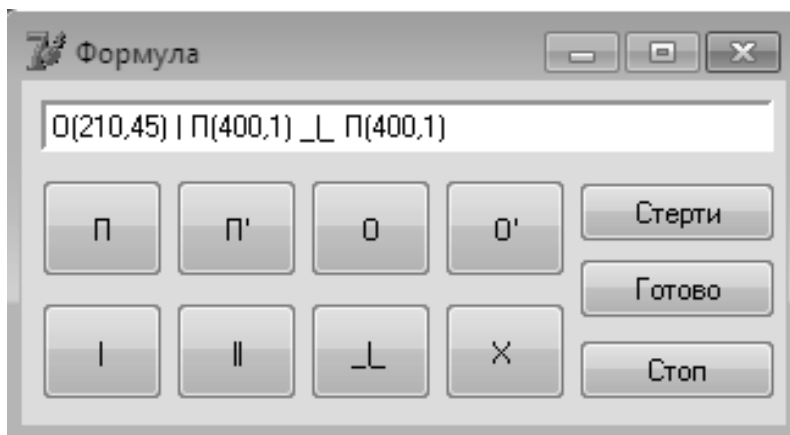 Формула
О(210,45) | П(400,1) _|_ П(400,1)
П П' О О' Стерти
Готово
| || _|_ X Стоп